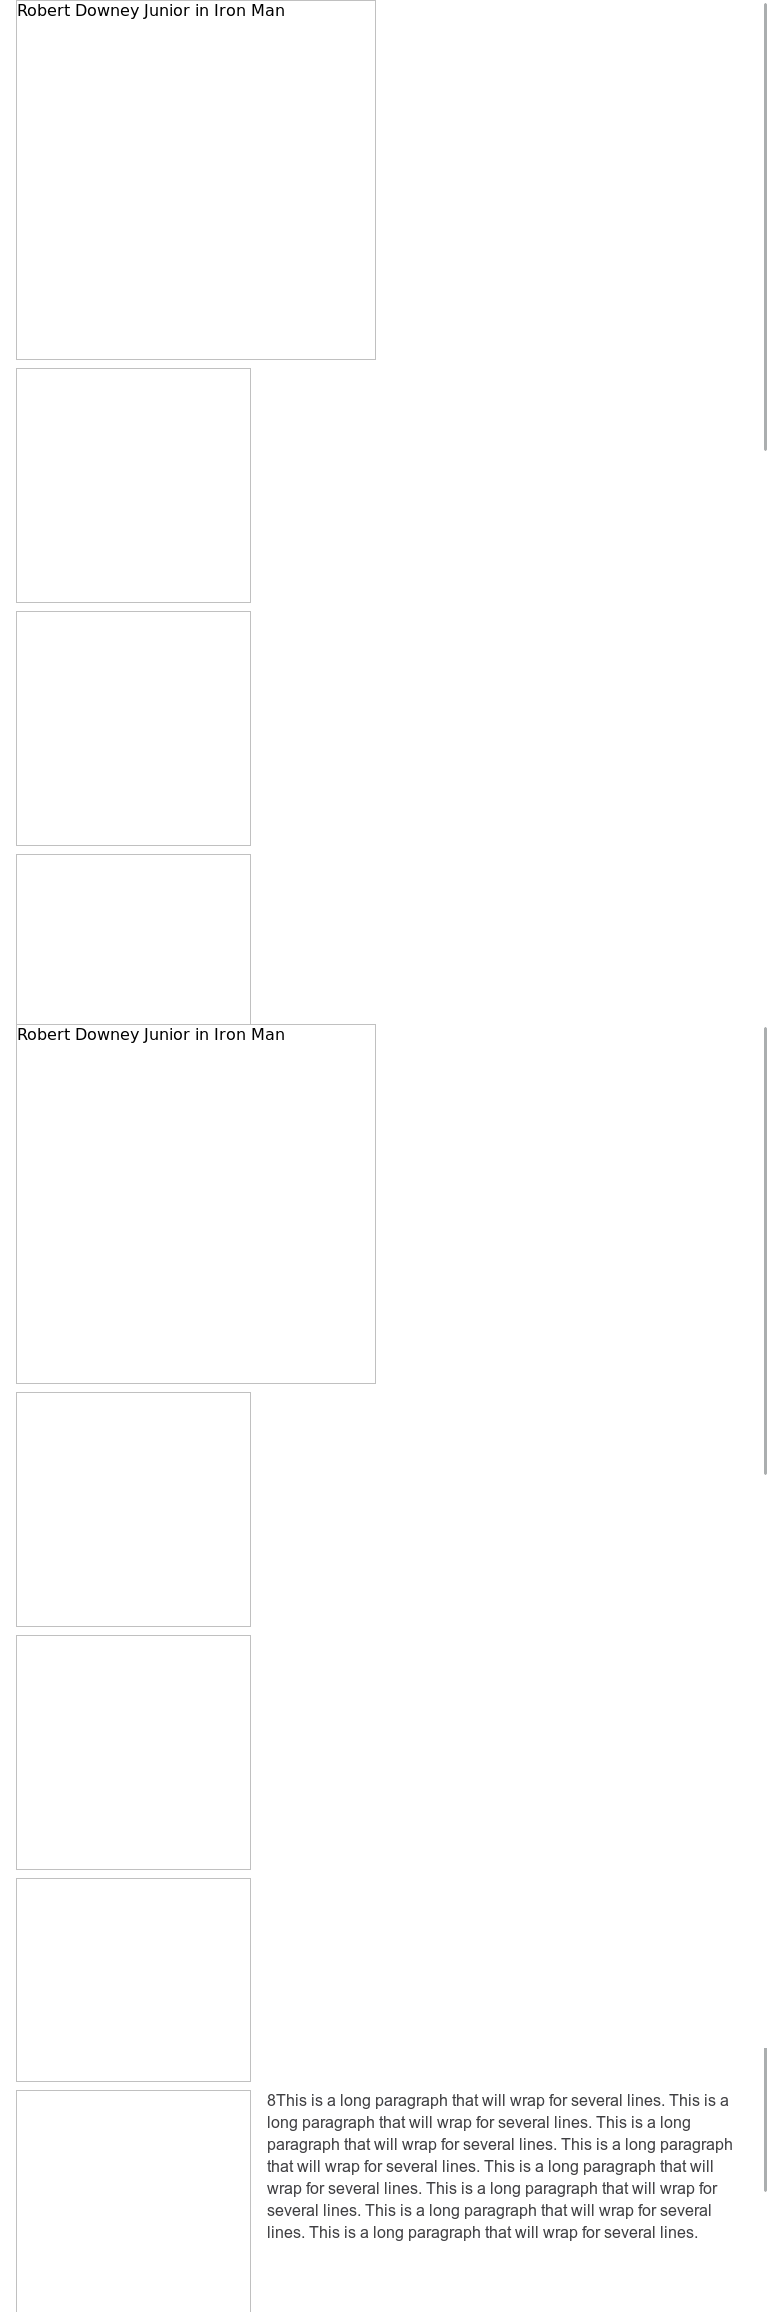 Robert Downey Junior in Iron Man
Robert Downey Junior in Iron Man
8This is a long paragraph that will wrap for several lines. This is a
long paragraph that will wrap for several lines. This is a long
paragraph that will wrap for several lines. This is a long paragraph
that will wrap for several lines. This is a long paragraph that will
wrap for several lines. This is a long paragraph that will wrap for
several lines. This is a long paragraph that will wrap for several
lines. This is a long paragraph that will wrap for several lines.